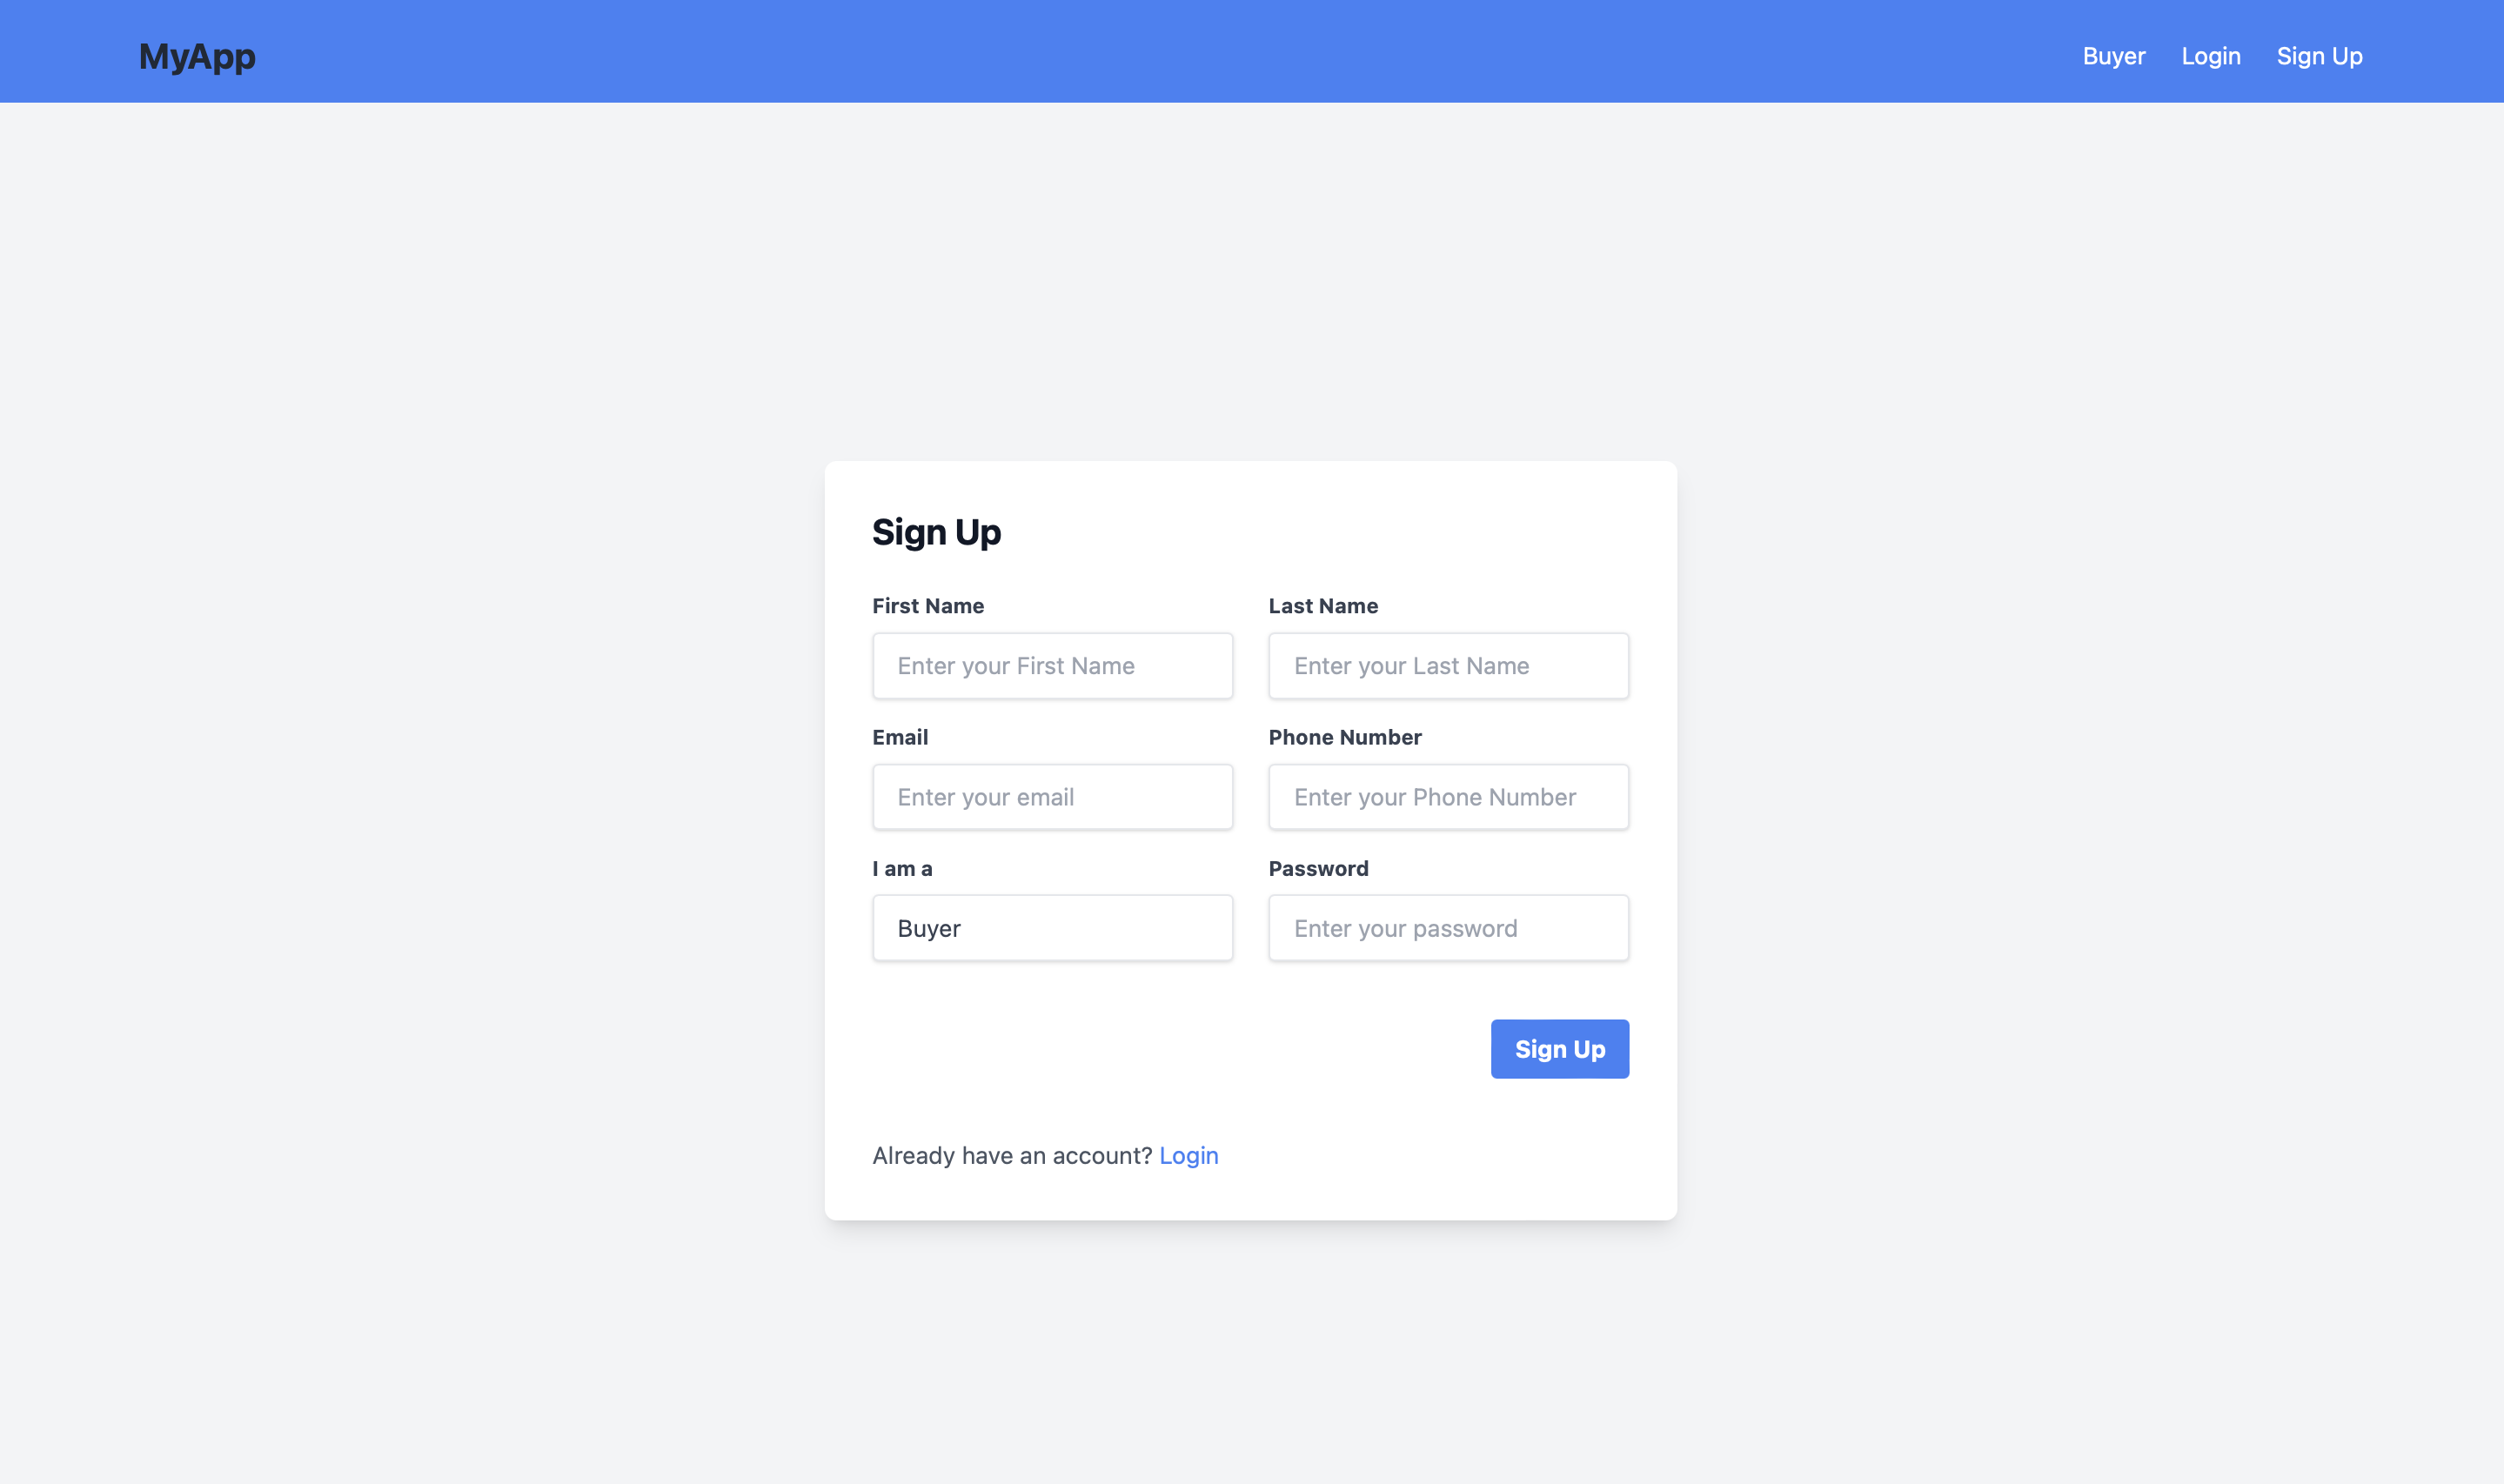 MyApp
Buyer Login Sign Up
Sign Up
First Name
Enter your First Name
Last Name
Enter your Last Name
Email
Enter your email
Phone Number
Enter your Phone Number
I am a
Buyer
Password
Enter your password
Sign Up
Already have an account? Login